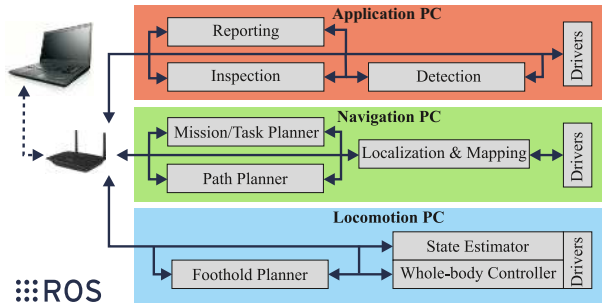 Application PC
Reporting
Inspection
Detection
Drivers
Navigation PC
Mission/Task Planner
Path Planner
Localization & Mapping
Drivers
Locomotion PC
State Estimator
Foothold Planner
Whole-body Controller
Drivers
ROS